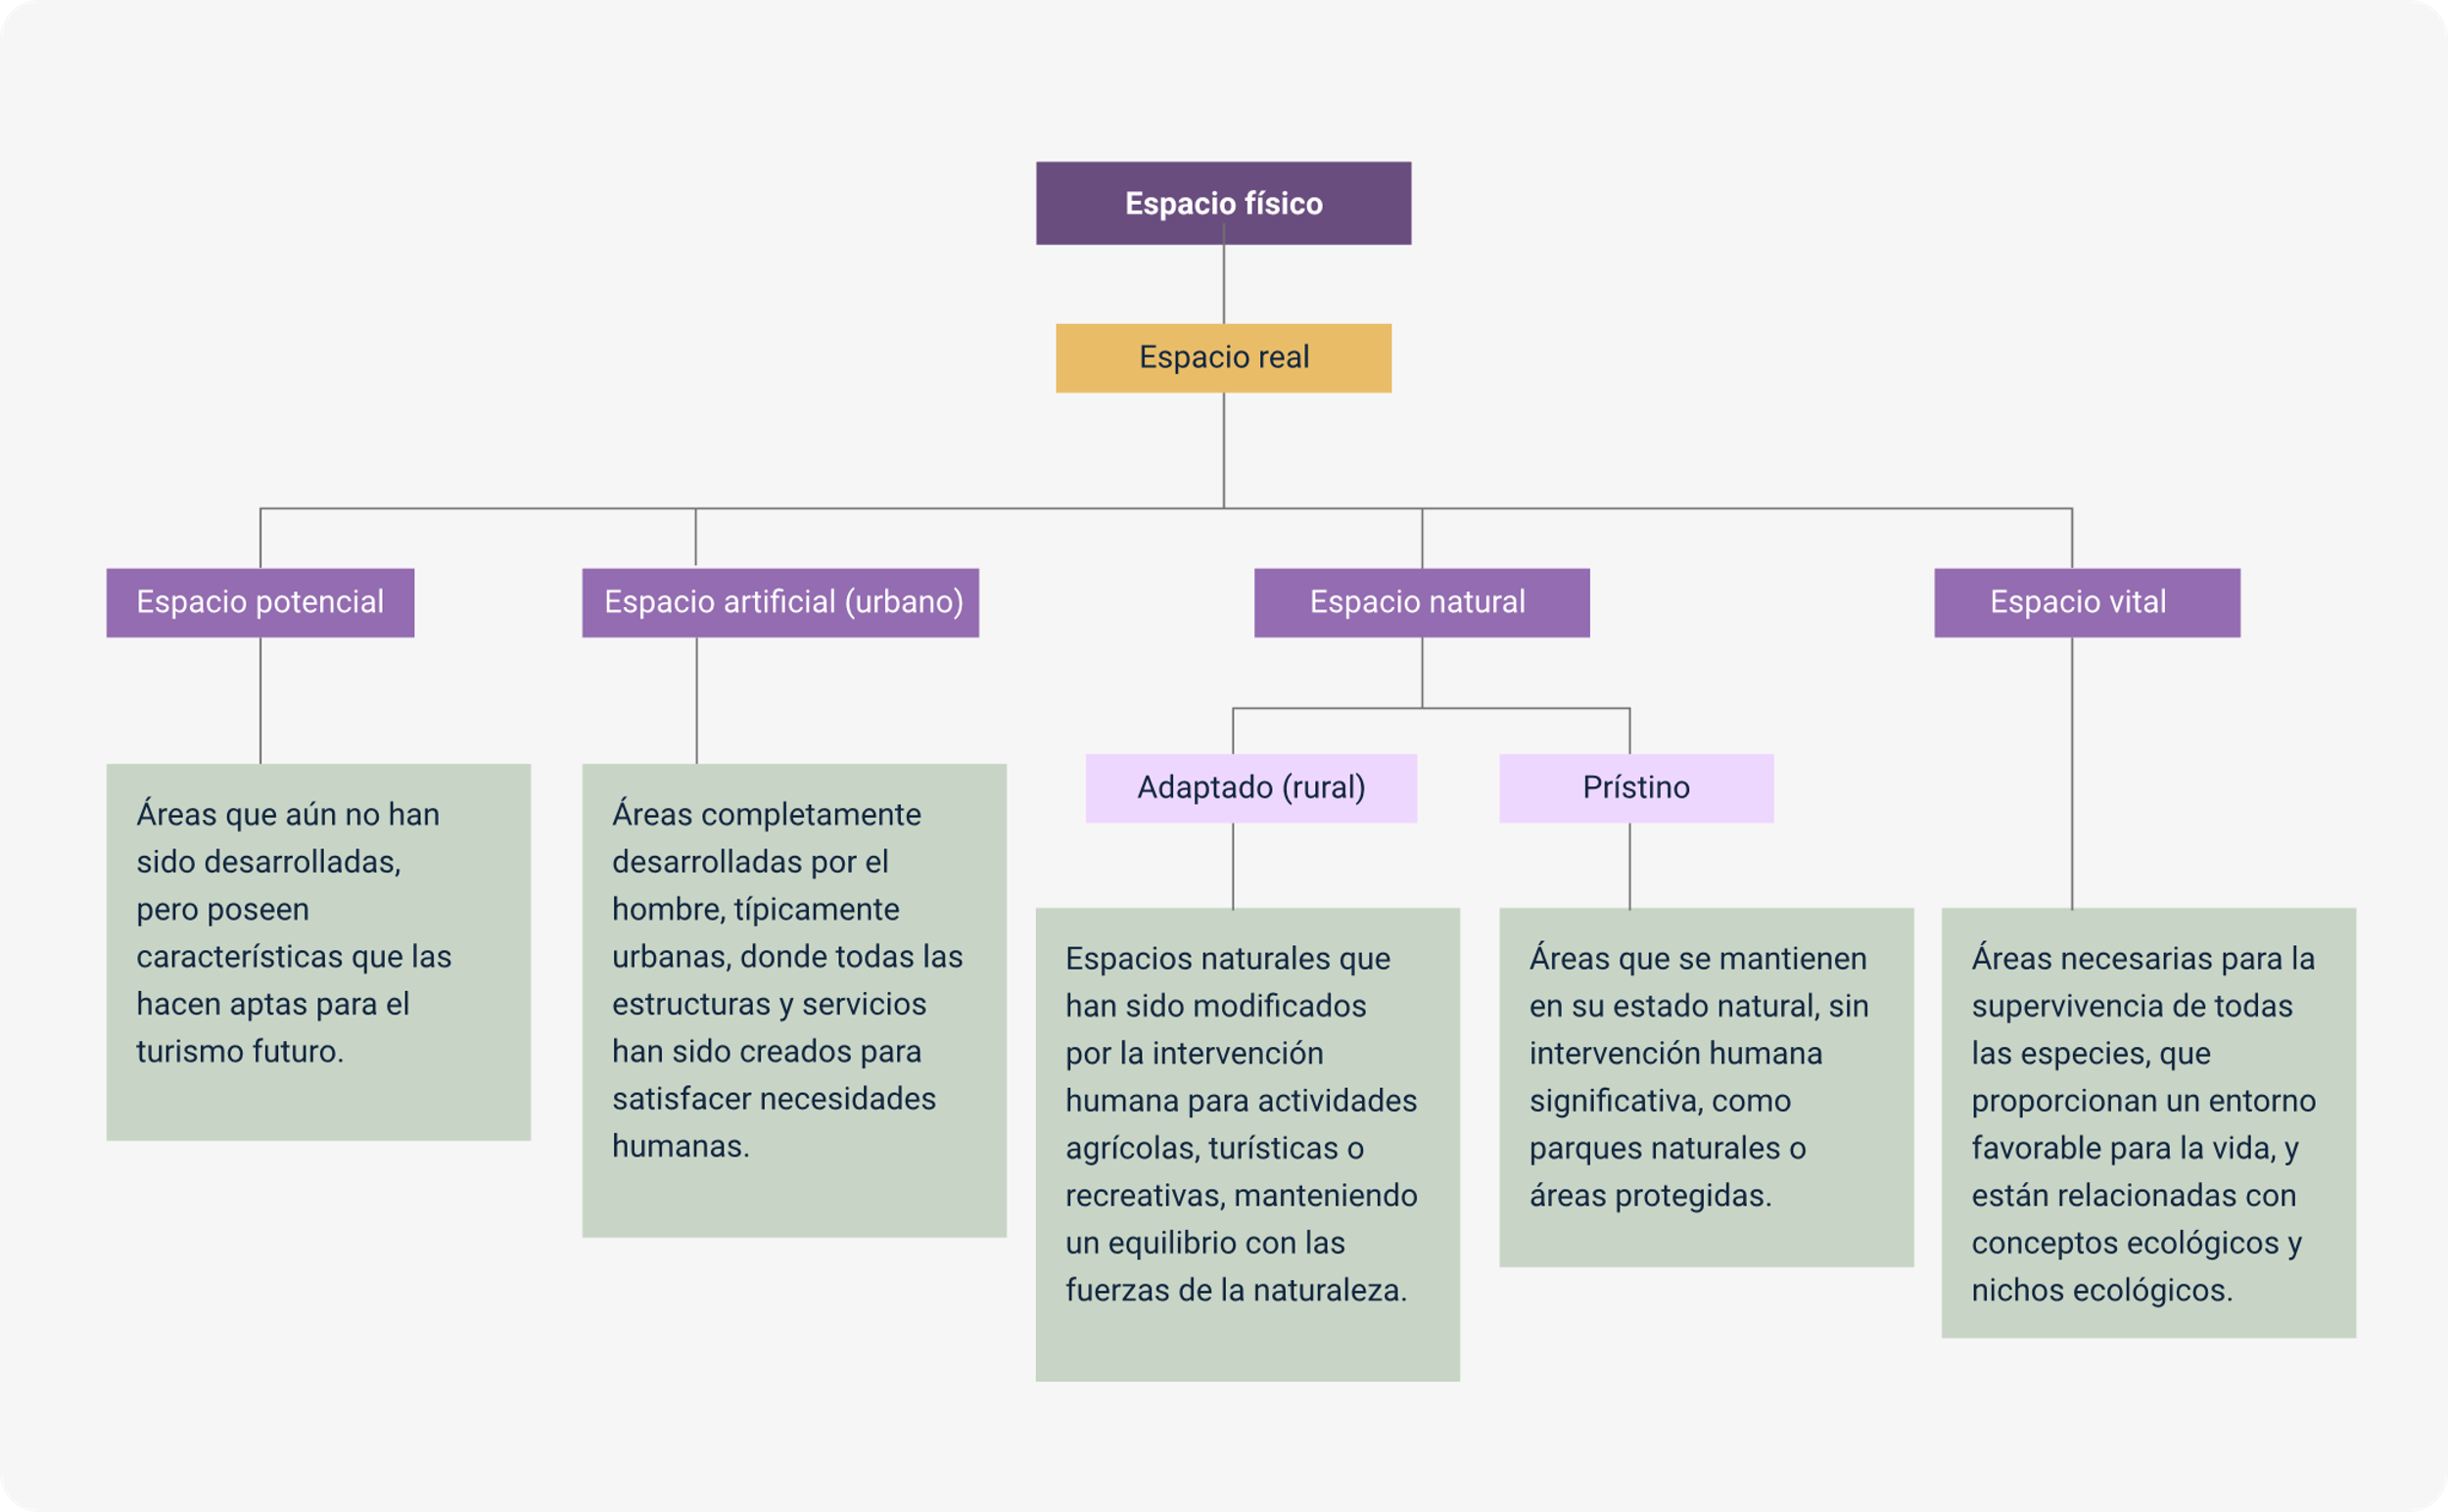 Espacio físico
Espacio real
Espacio potencial
Espacio artificial (urbano)
Espacio natural
Espacio vital
Adaptado (rural)
Prístino
Áreas que aún no han
sido desarrolladas,
pero poseen
características que las
hacen aptas para el
turismo futuro.
Áreas completamente
desarrolladas por el
hombre, típicamente
urbanas, donde todas las
estructuras y servicios
han sido creados para
satisfacer necesidades
humanas.
Espacios naturales que
han sido modificados
por la intervención
humana para actividades
agrícolas, turísticas o
recreativas, manteniendo
un equilibrio con las
fuerzas de la naturaleza.
Áreas que se mantienen
en su estado natural, sin
intervención humana
significativa, como
parques naturales o
áreas protegidas.
Áreas necesarias para la
supervivencia de todas
las especies, que
proporcionan un entorno
favorable para la vida, y
están relacionadas con
conceptos ecológicos y
nichos ecológicos.